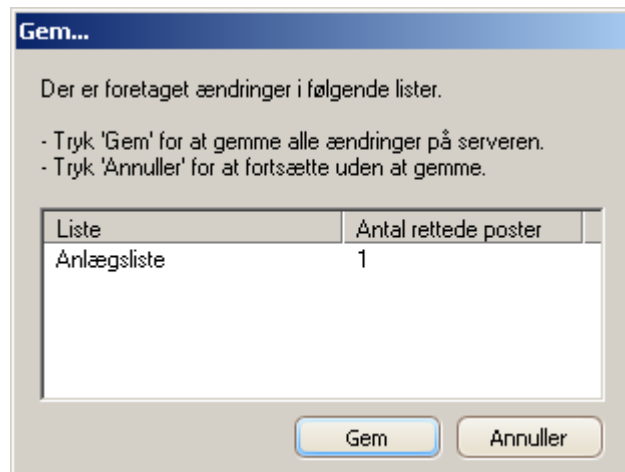 Gem...
Der er foretaget ændringer i følgende lister.
- Tryk 'Gem' for at gemme alle ændringer på serveren.
- Tryk 'Annuller' for at fortsætte uden at gemme.
Liste Antal rettede poster
Anlægsliste 1
Gem Annuller